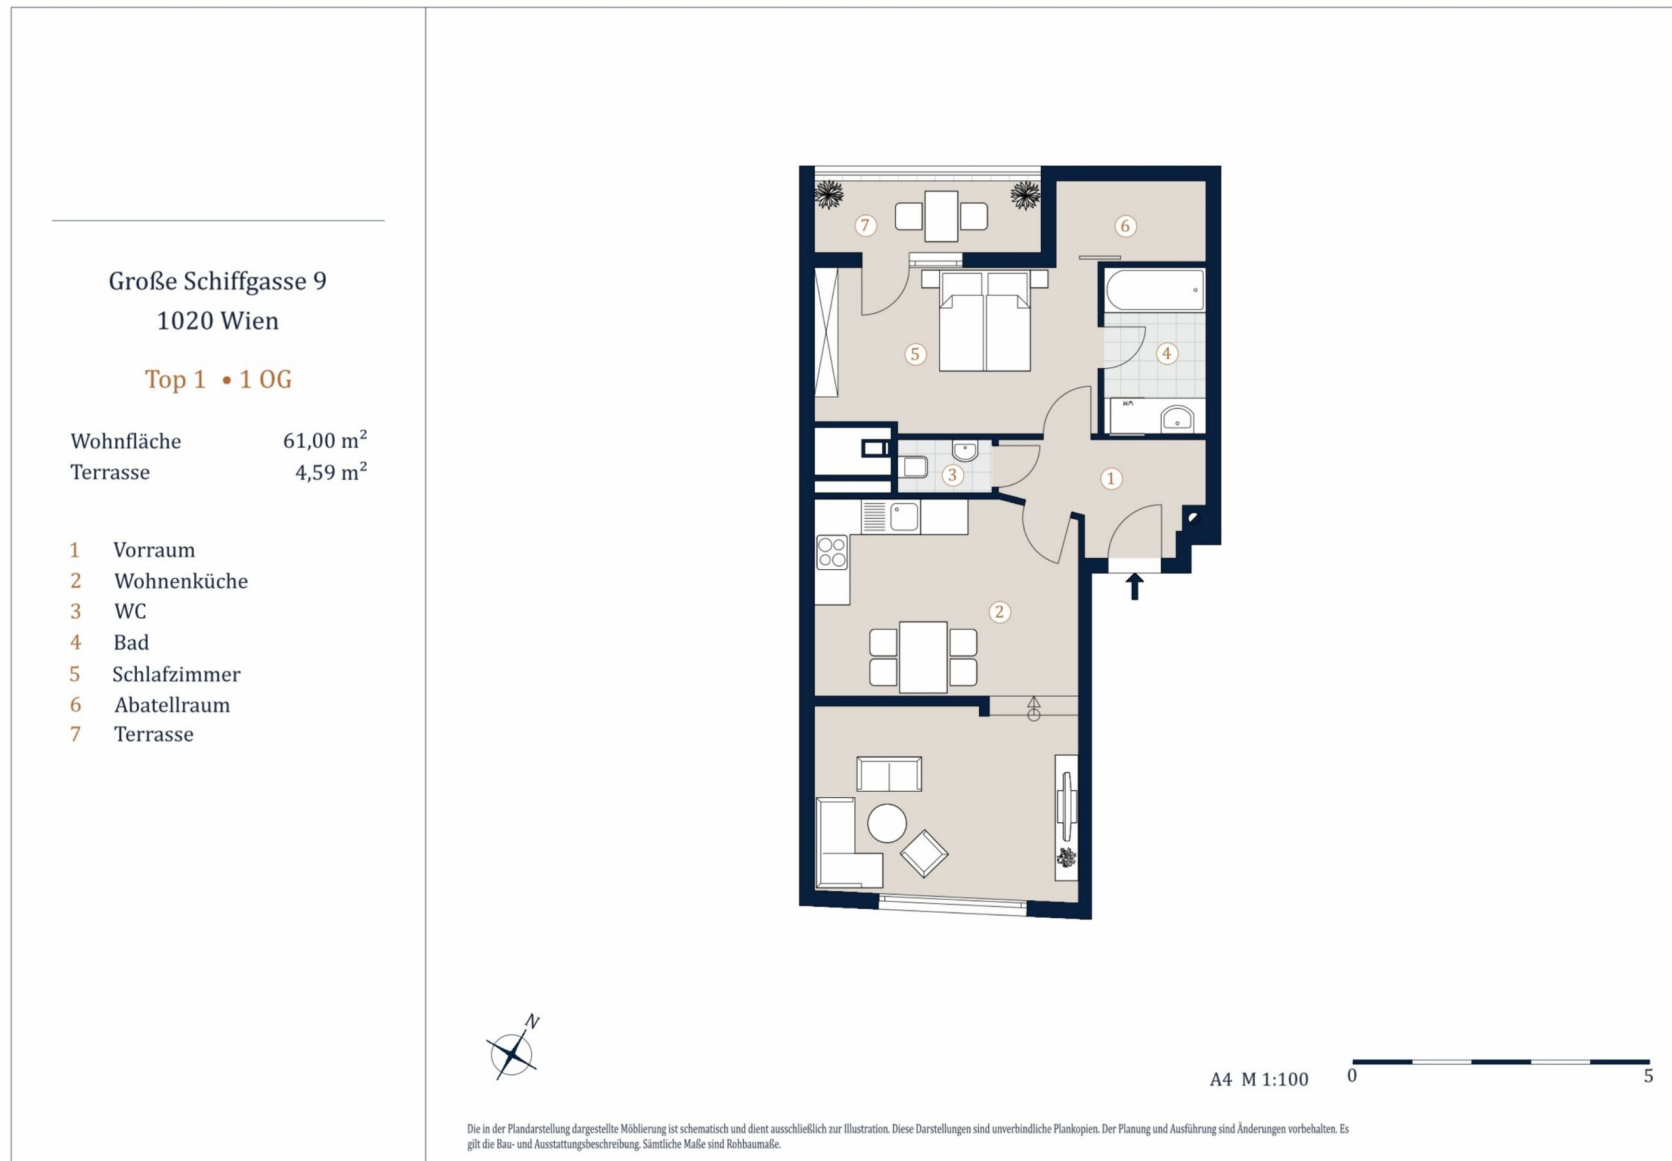 Große Schiffgasse 9
1020 Wien
Top 1 • 1 OG
Wohnfläche 61,00 m²
Terrasse 4,59 m²
1 Vorraum
2 Wohnenküche
3 WC
4 Bad
5 Schlafzimmer
6 Abatellraum
7 Terrasse
7
6
5
4
WM
3
1
2
N
A4 M 1:100
0 5
Die in der Plandarstellung dargestellte Möblierung ist schematisch und dient ausschließlich zur Illustration. Diese Darstellungen sind unverbindliche Plankopien. Der Planung und Ausführung sind Änderungen vorbehalten. Es
gilt die Bau- und Ausstattungsbeschreibung. Sämtliche Maße sind Rohbaumaße.